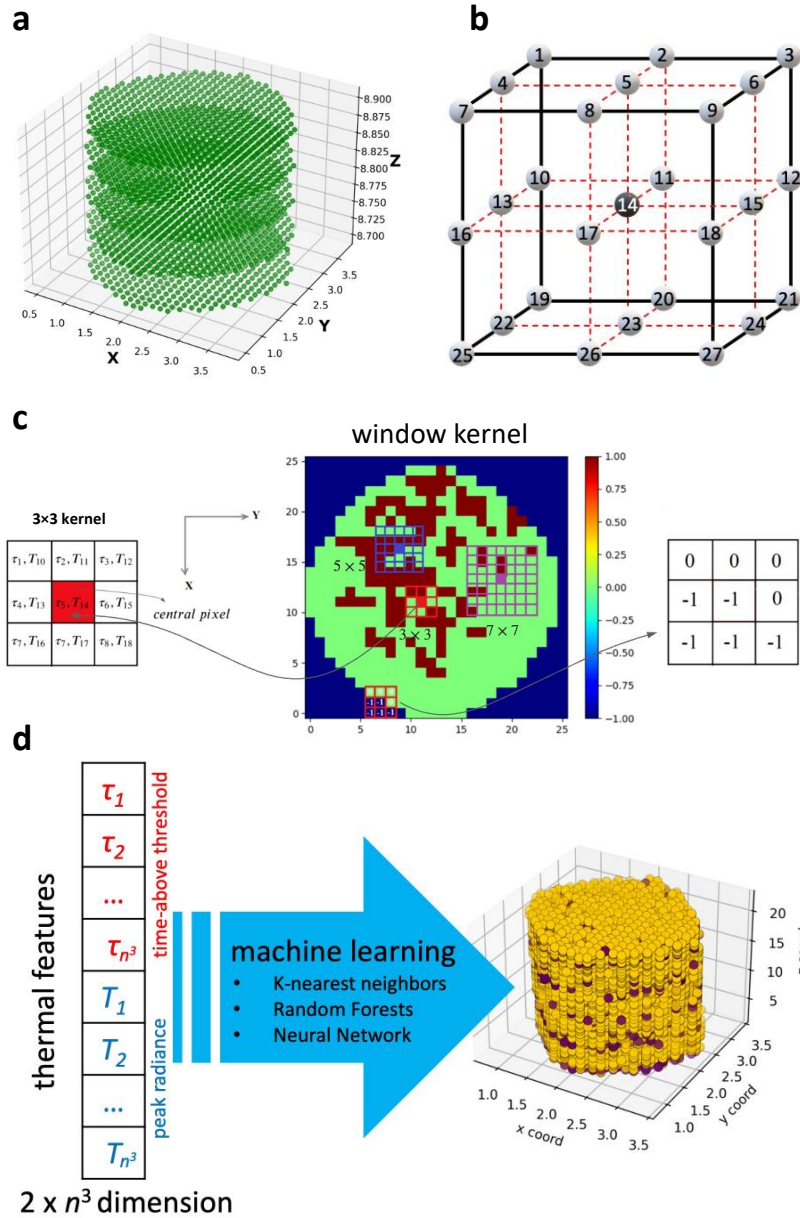 a
8.900
8.875
8.850
8.825
8.800
8.775
8.750
8.725
8.700
Z
3.5
3.0
2.5
2.0
1.5
1.0
0.5
Y
0.5
1.0
1.5
2.0
2.5
3.0
3.5
X
b
1 2 3
4 5 6
7 8 9
10 11 12
13 14 15
16 17 18
19 20 21
22 23 24
25 26 27
c
window kernel
3×3 kernel
τ1, T10 τ2, T11 τ3, T12
τ4, T13 τ5, T14 τ6, T15
τ7, T16 τ7, T17 τ8, T18
Y
X
central pixel
25
20
15
10
5
0
0 5 10 15 20 25
5 × 5
3 × 3
7 × 7
-1 -1
-1 -1 -1
1.00
0.75
0.50
0.25
0.00
−0.25
−0.50
−0.75
−1.00
0 0 0
-1 -1 0
-1 -1 -1
d
thermal features
τ1
τ2
...
τn³
T1
T2
...
Tn³
time-above threshold
peak radiance
2 x n³ dimension
machine learning
• K-nearest neighbors
• Random Forests
• Neural Network
20
15
10
5
3.5
3.0
2.5
2.0
1.5
1.0
y coord
1.0
1.5
2.0
2.5
3.0
3.5
x coord